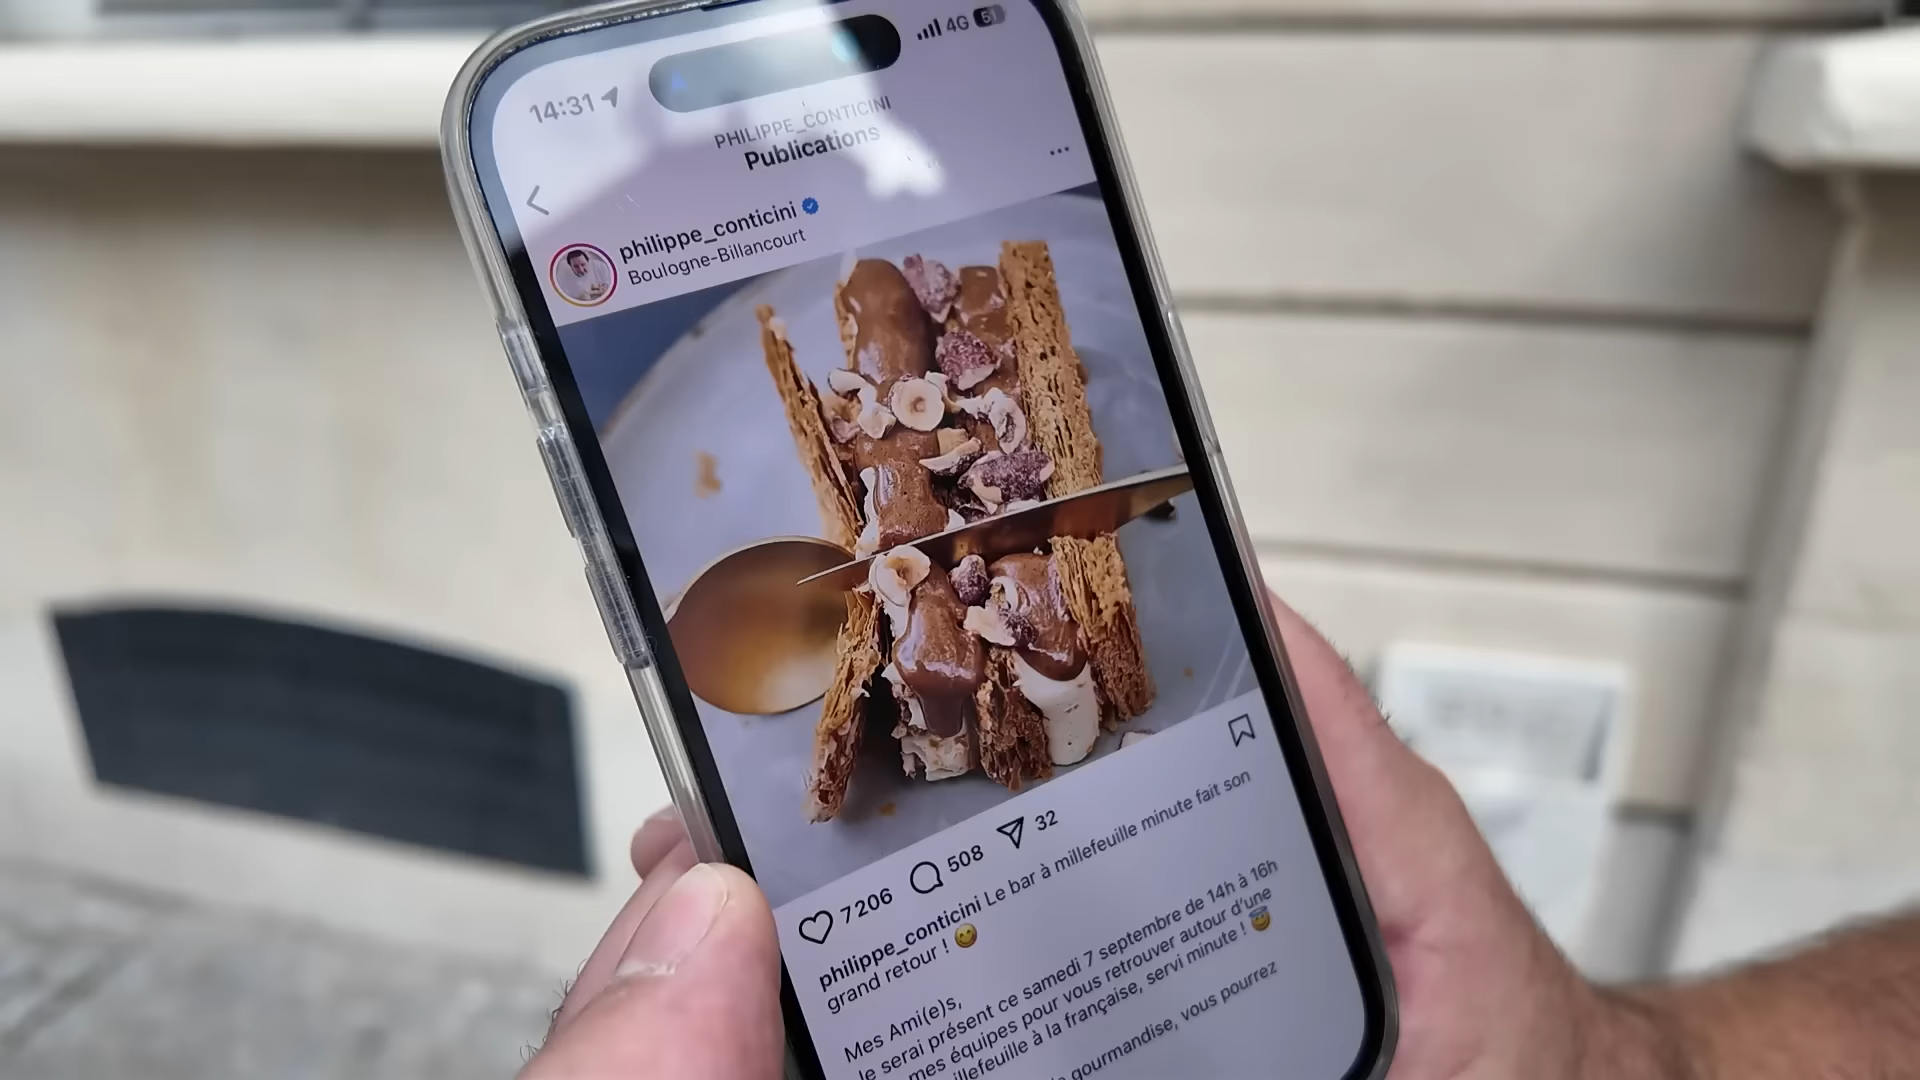 14:31
4G 51
PHILIPPE_CONTICINI
Publications
philippe_conticini
Boulogne-Billancourt
7206 508 32
philippe_conticini Le bar à millefeuille minute fait son
grand retour ! 😋
Mes Ami(e)s,
serai présent ce samedi 7 septembre de 14h à 16h
mes équipes pour vous retrouver autour d'une
millefeuille à la française, servi minute ! 😇
gourmandise, vous pourrez